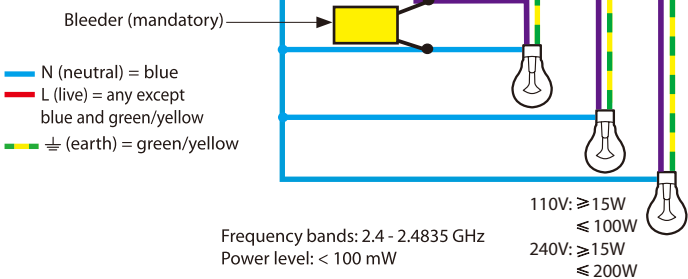 Bleeder (mandatory)
N (neutral) = blue
L (live) = any except
blue and green/yellow
⏚ (earth) = green/yellow
110V: ⩾15W
⩽100W
Frequency bands: 2.4 - 2.4835 GHz
240V: ⩾15W
Power level: < 100 mW
⩽200W